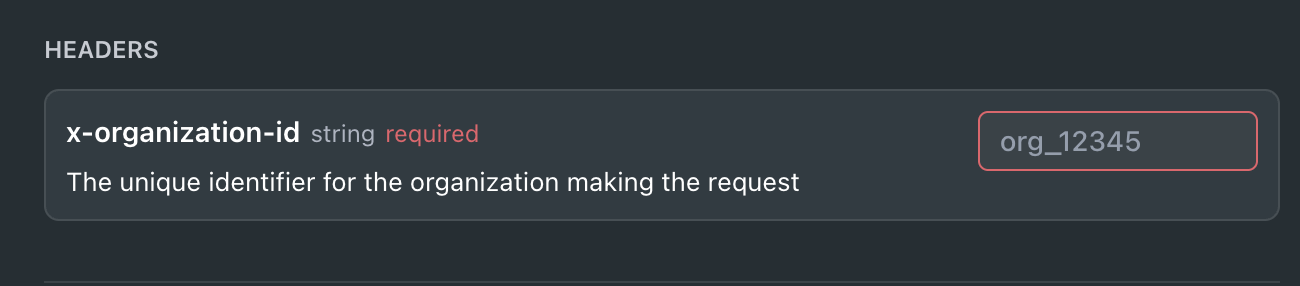 HEADERS
x-organization-id string required
org_12345
The unique identifier for the organization making the request